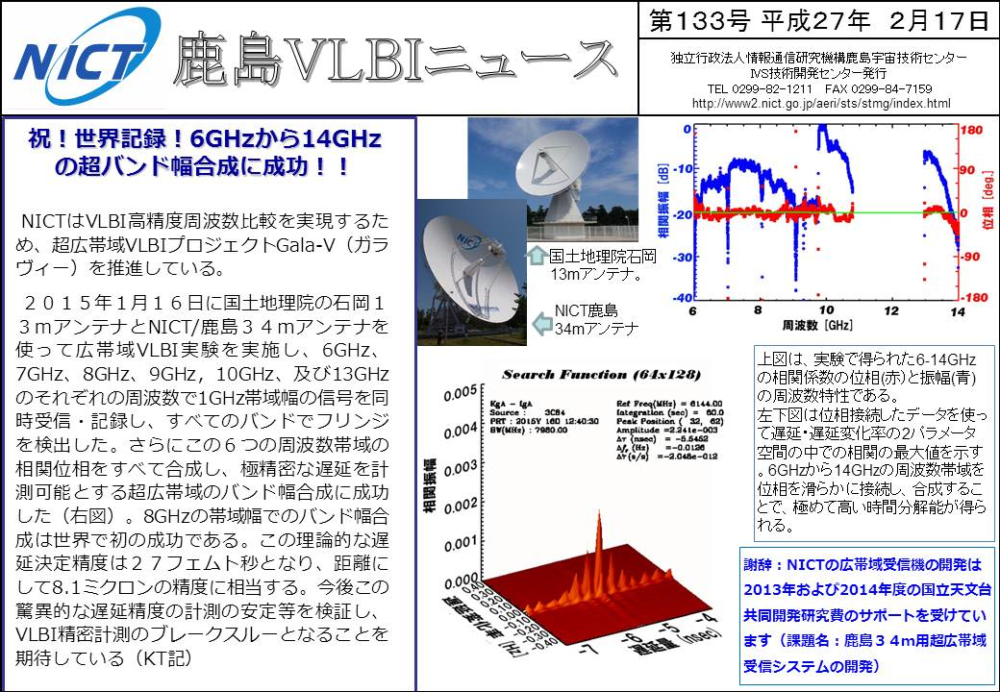 NICT
鹿島VLBIニュース
第133号 平成27年 2月17日
独立行政法人情報通信研究機構鹿島宇宙技術センター
IVS技術開発センター発行
TEL 0299-82-1211 FAX 0299-84-7159
http://www2.nict.go.jp/aeri/sts/stmg/index.html
祝！世界記録！6GHzから14GHz
の超バンド幅合成に成功！！
NICTはVLBI高精度周波数比較を実現するた
め、超広帯域VLBIプロジェクトGala-V（ガラ
ヴィー）を推進している。
２０１５年１月１６日に国土地理院の石岡１
３ｍアンテナとNICT/鹿島３４ｍアンテナを
使って広帯域VLBI実験を実施し、6GHz、
7GHz、8GHz、9GHz，10GHz、及び13GHz
のそれぞれの周波数で1GHz帯域幅の信号を同
時受信・記録し、すべてのバンドでフリンジ
を検出した。さらにこの６つの周波数帯域の
相関位相をすべて合成し、極精密な遅延を計
測可能とする超広帯域のバンド幅合成に成功
した（右図）。8GHzの帯域幅でのバンド幅合
成は世界で初の成功である。この理論的な遅
延決定精度は２７フェムト秒となり、距離に
して8.1ミクロンの精度に相当する。今後この
驚異的な遅延精度の計測の安定等を検証し、
VLBI精密計測のブレークスルーとなることを
期待している（KT記）
NICT
国土地理院石岡
13mアンテナ。
NICT鹿島
34mアンテナ
相関振幅 [dB]
0
-10
-20
-30
-40
180
90
0
-90
-180
位相 [deg.]
6 8 10 12 14
周波数 [GHz]
Search Function (64x128)
KgA - IgA
Source : 3C84
PRT : 2015Y 16D 12:40:30
BW(MHz) : 7980.00
Ref Freq(MHz) = 6144.00
Integration (sec) = 60.0
Peak Position ( 32, 62)
Amplitude =2.241e-003
Δτ (nsec) = -5.5452
Δfr (Hz) = -0.0126
Δτ̇ (s/s) =-2.048e-012
相関振幅
0.005
0.004
0.003
0.002
0.001
0.000
[Hz]
-7 -6 -5 -4
遅延量 (nsec)
上図は、実験で得られた6-14GHz
の相関係数の位相(赤)と振幅(青)
の周波数特性である。
左下図は位相接続したデータを使っ
て遅延・遅延変化率の2パラメータ
空間の中での相関の最大値を示す
。6GHzから14GHzの周波数帯域を
位相を滑らかに接続し、合成するこ
とで、極めて高い時間分解能が得ら
れる。
謝辞：NICTの広帯域受信機の開発は
2013年および2014年度の国立天文台
共同開発研究費のサポートを受けてい
ます（課題名：鹿島３４ｍ用超広帯域
受信システムの開発）